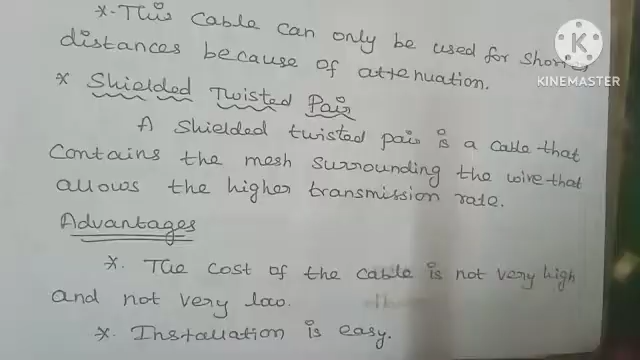 *. This cable can only be used for shorter
distances because of attenuation.
* Shielded Twisted Pair
A shielded twisted pair is a cable that
contains the mesh surrounding the wire that
allows the higher transmission rate.
Advantages
*. The cost of the cable is not very high
and not very low.
*. Installation is easy.
K
KINEMASTER